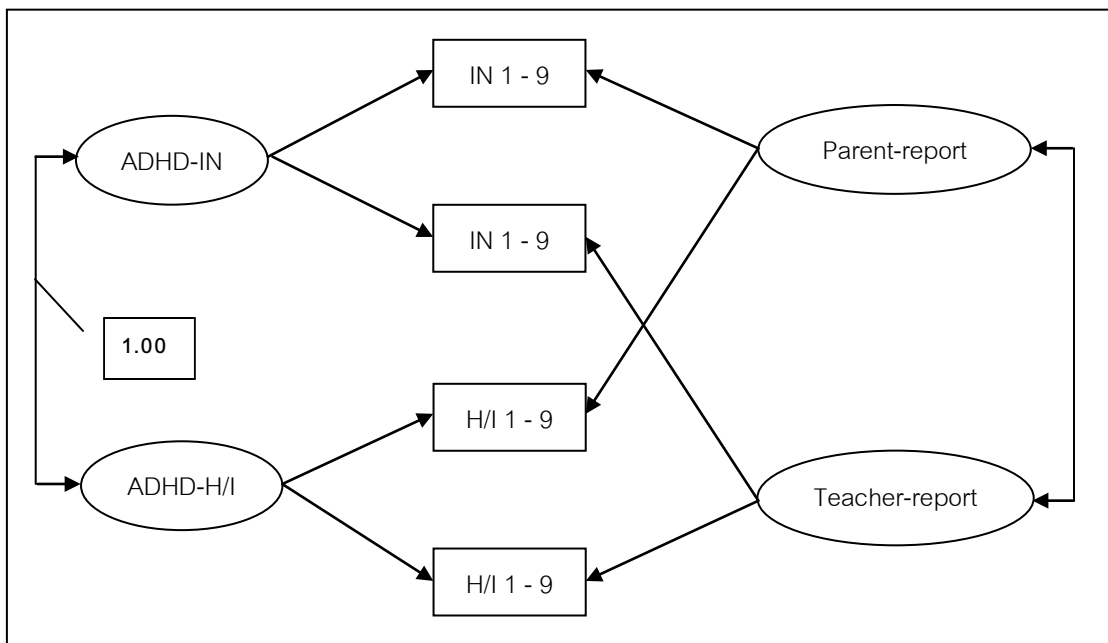 IN 1 - 9
ADHD-IN
Parent-report
IN 1 - 9
1.00
H/I 1 - 9
ADHD-H/I
Teacher-report
H/I 1 - 9